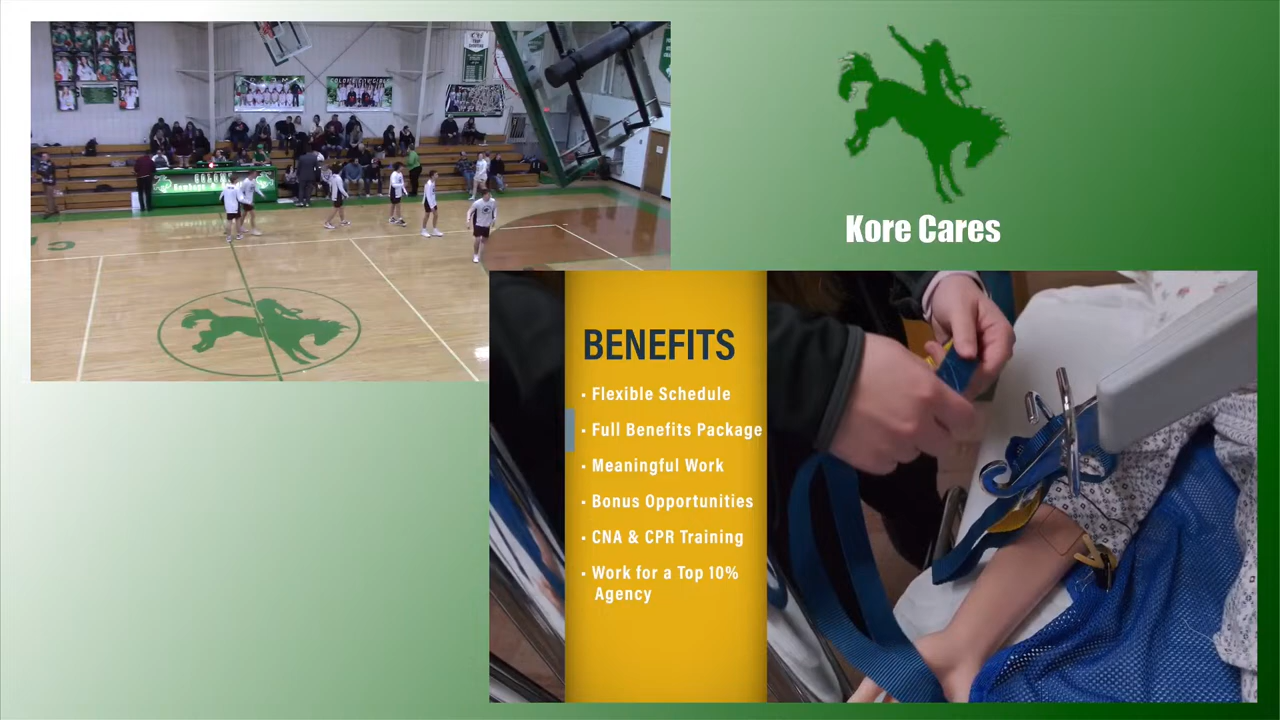 COLOMA
Kore Cares
BENEFITS
• Flexible Schedule
• Full Benefits Package
• Meaningful Work
• Bonus Opportunities
• CNA & CPR Training
• Work for a Top 10%
Agency